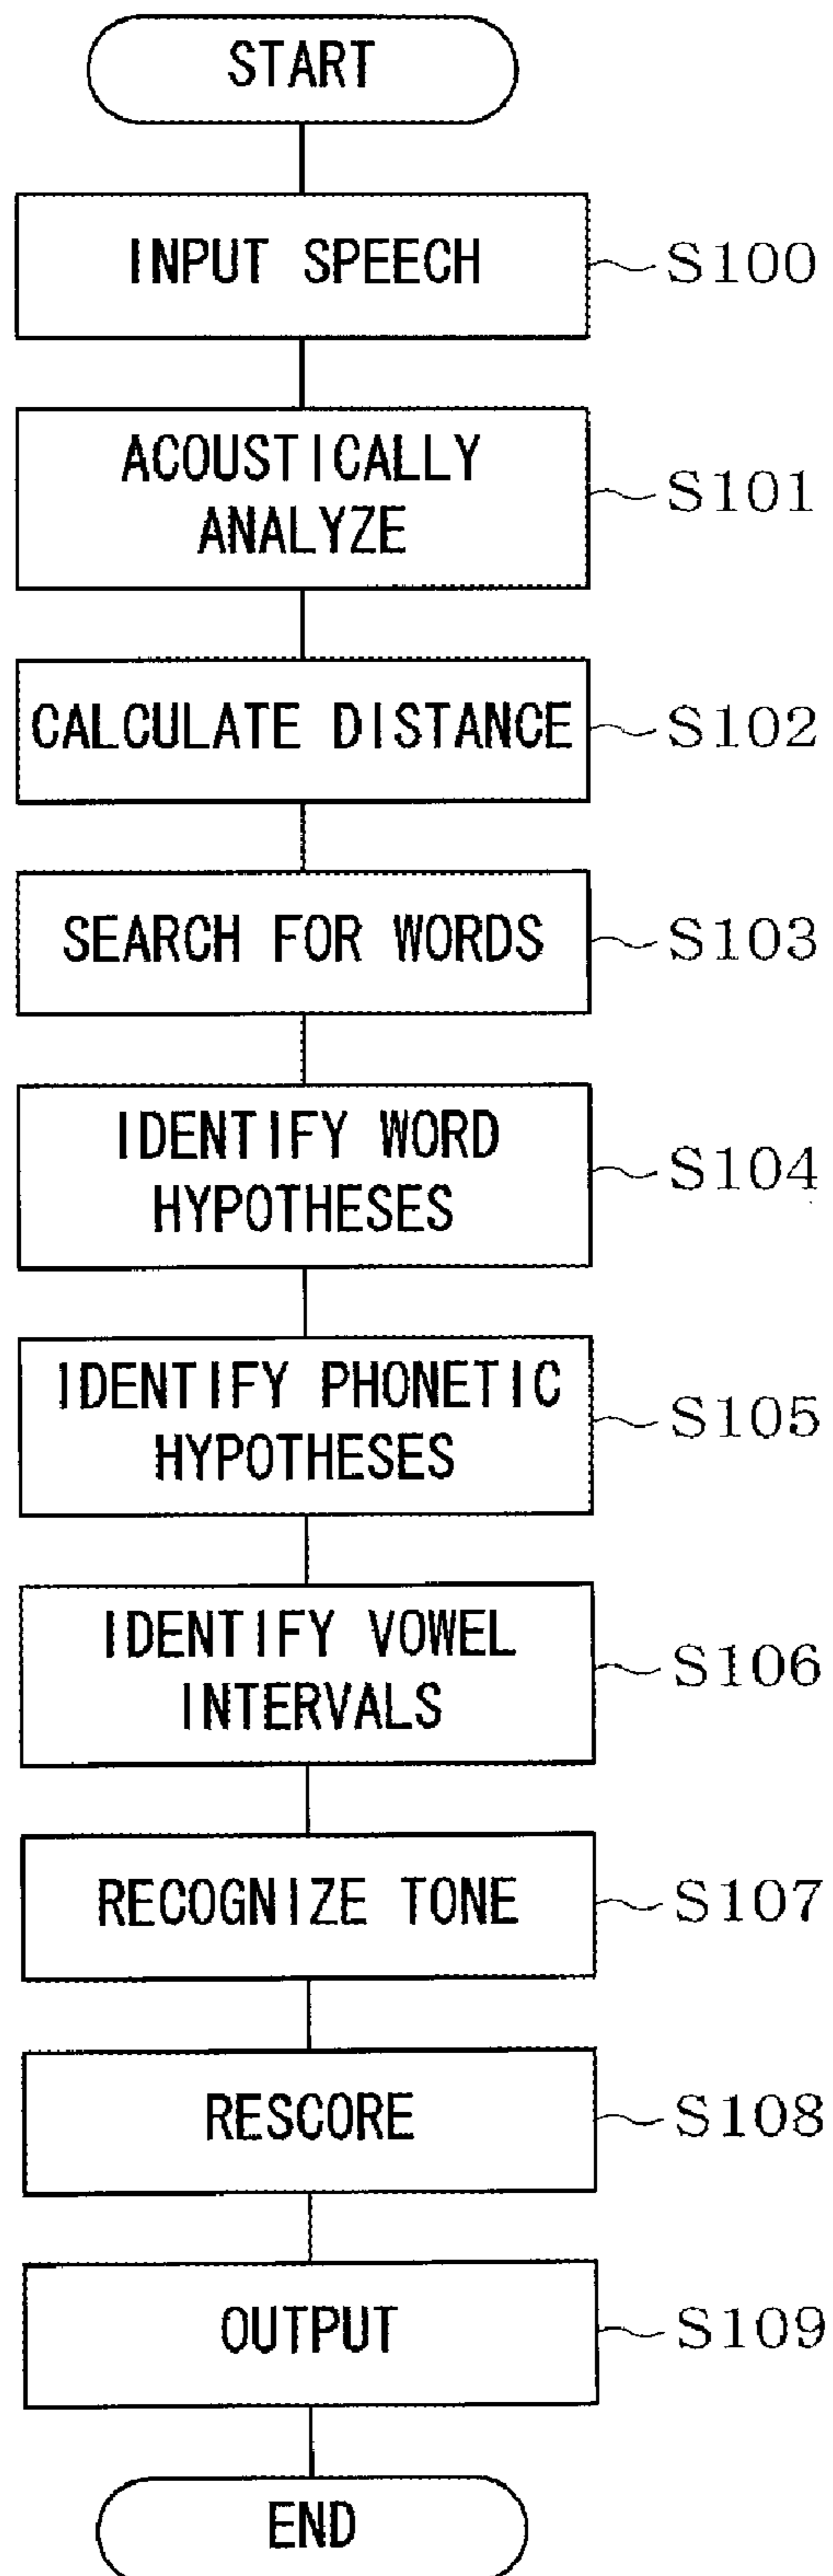 START
INPUT SPEECH
S100
ACOUSTICALLY
ANALYZE
S101
CALCULATE DISTANCE
S102
SEARCH FOR WORDS
S103
IDENTIFY WORD
HYPOTHESES
S104
IDENTIFY PHONETIC
HYPOTHESES
S105
IDENTIFY VOWEL
INTERVALS
S106
RECOGNIZE TONE
S107
RESCORE
S108
OUTPUT
S109
END